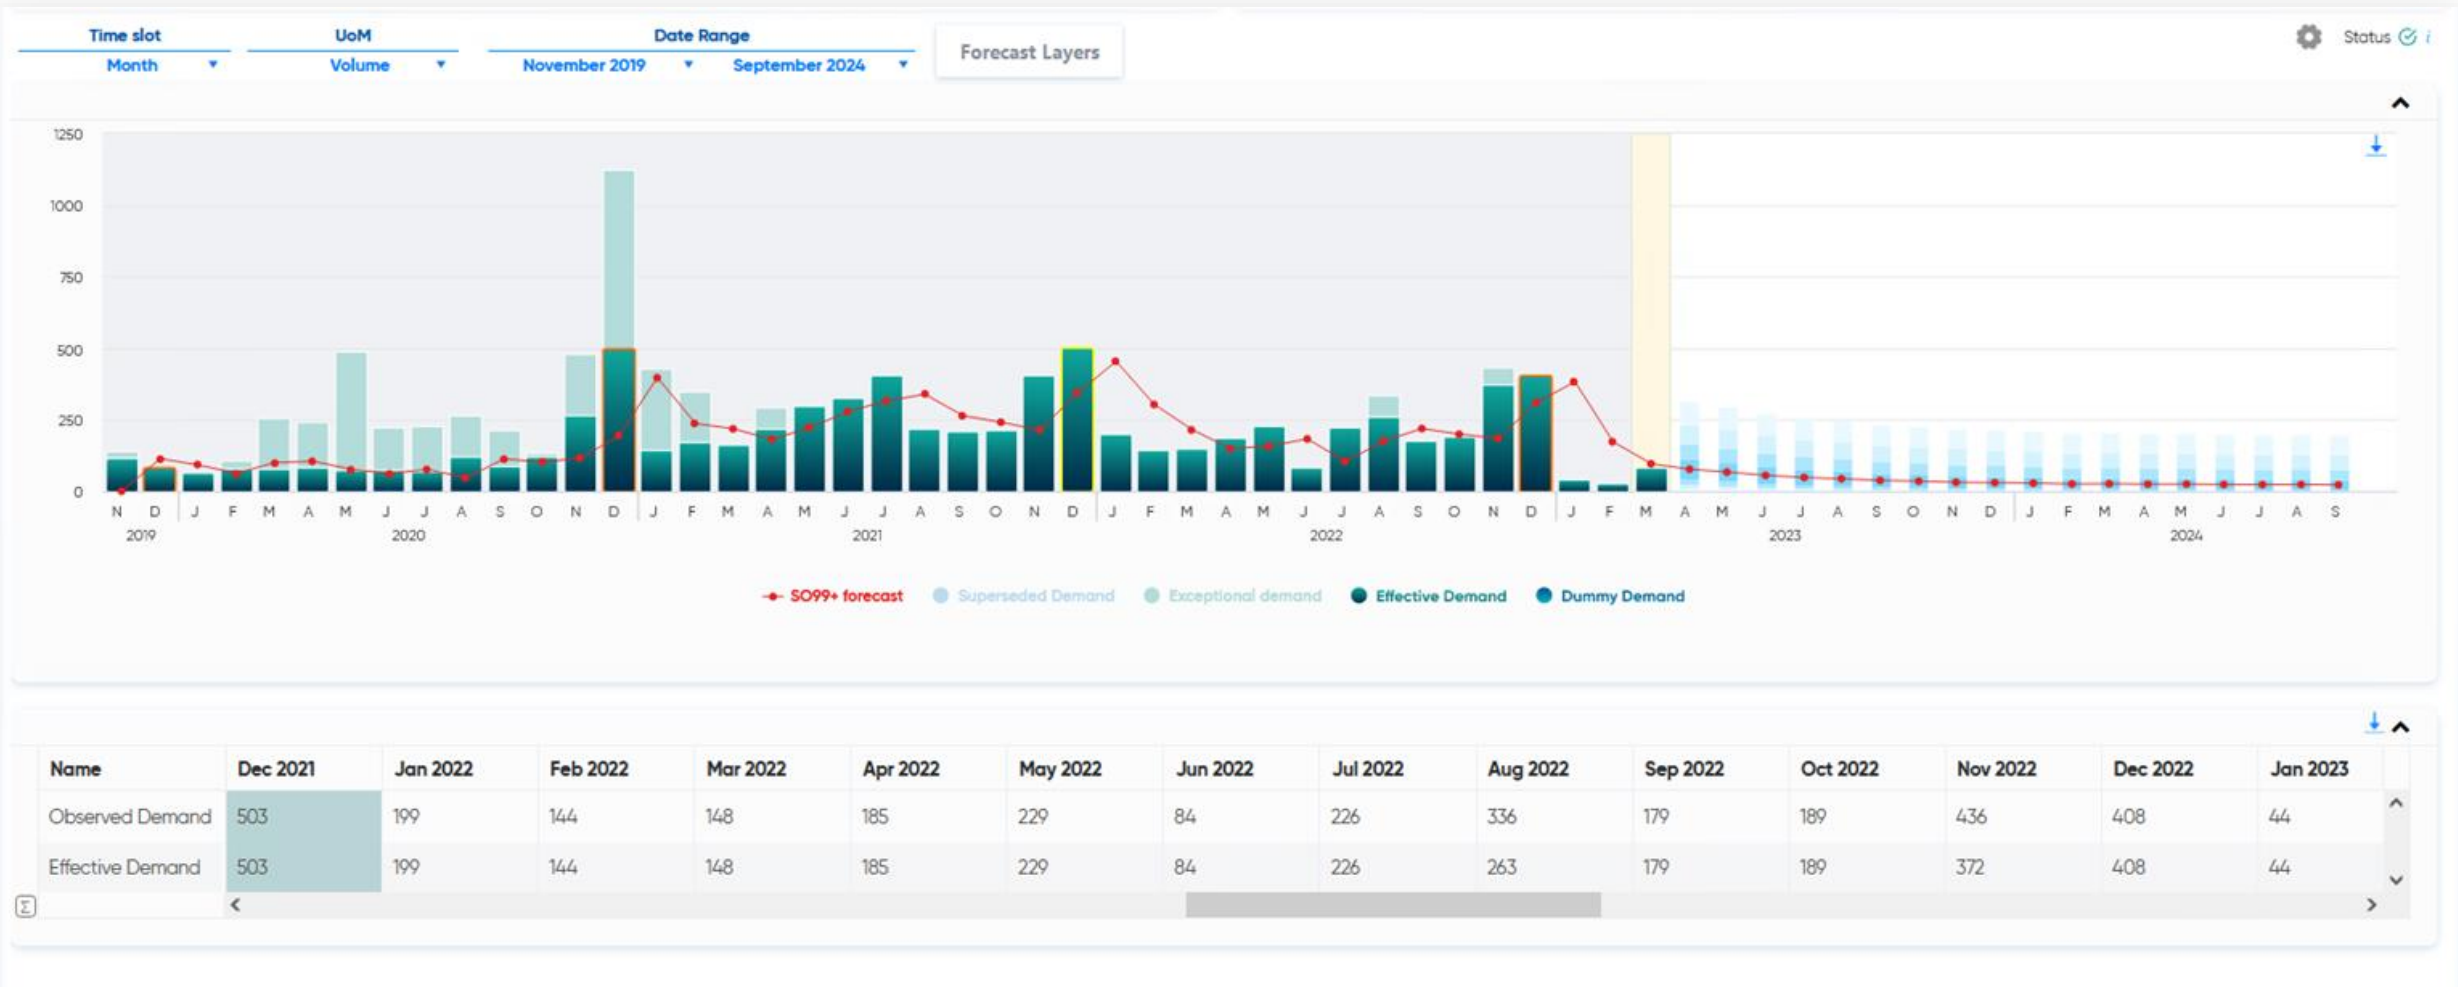 Time slot UoM Date Range
Forecast Layers
Status i
Month Volume November 2019 September 2024
1250
1000
750
500
250
0
N D J F M A M J J A S O N D J F M A M J J A S O N D J F M A M J J A S O N D J F M A M J J A S O N D J F M A M J J A S
2019 2020 2021 2022 2023 2024
SO99+ forecast Superseded Demand Exceptional demand Effective Demand Dummy Demand
Name Dec 2021 Jan 2022 Feb 2022 Mar 2022 Apr 2022 May 2022 Jun 2022 Jul 2022 Aug 2022 Sep 2022 Oct 2022 Nov 2022 Dec 2022 Jan 2023
Observed Demand 503 199 144 148 185 229 84 226 336 179 189 436 408 44
Effective Demand 503 199 144 148 185 229 84 226 263 179 189 372 408 44
Σ